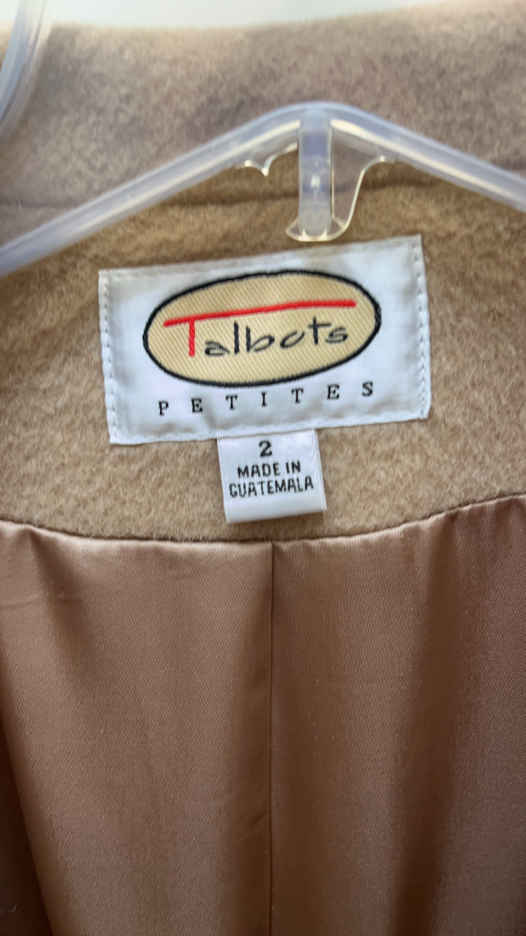 Talbots
PETITES
2
MADE IN
GUATEMALA